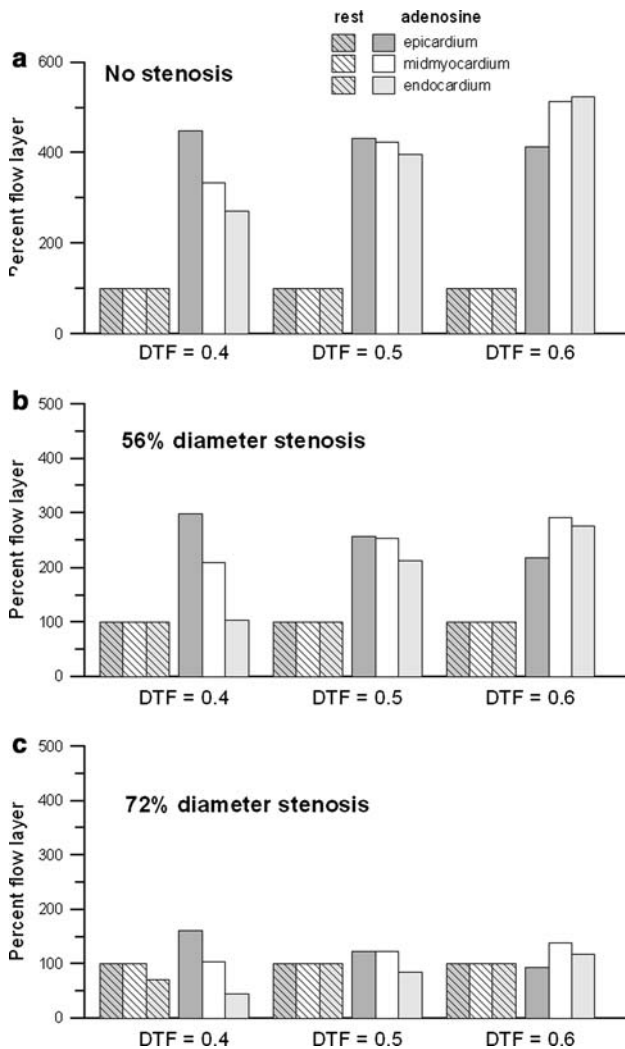 rest adenosine
epicardium
midmyocardium
endocardium
a
No stenosis
600
400
200
0
Percent flow layer
DTF = 0.4 DTF = 0.5 DTF = 0.6
b
56% diameter stenosis
500
400
300
200
100
0
Percent flow layer
DTF = 0.4 DTF = 0.5 DTF = 0.6
c
72% diameter stenosis
500
400
300
200
100
0
Percent flow layer
DTF = 0.4 DTF = 0.5 DTF = 0.6